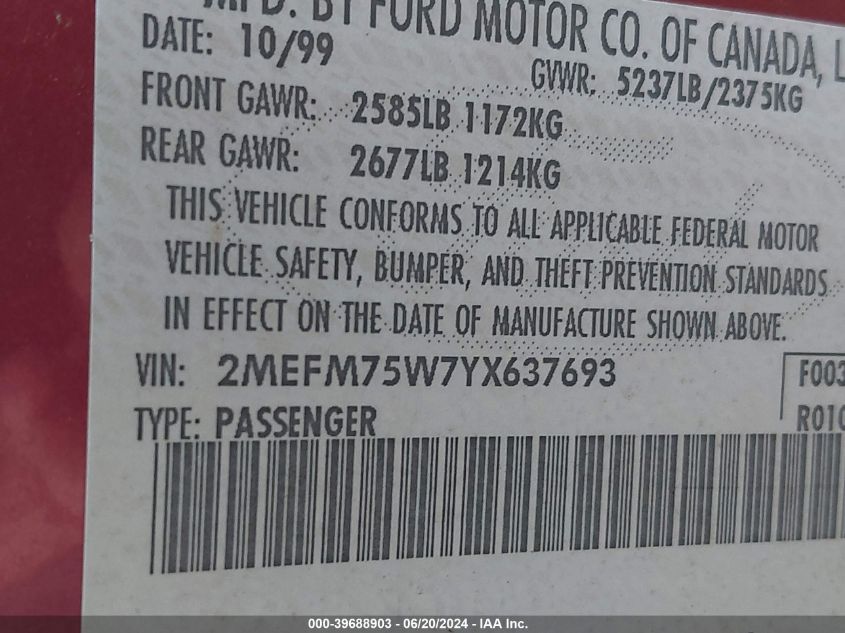 MFD. BY FORD MOTOR CO. OF CANADA, L
DATE: 10/99
GVWR: 5237LB/2375KG
FRONT GAWR: 2585LB 1172KG
REAR GAWR: 2677LB 1214KG
THIS VEHICLE CONFORMS TO ALL APPLICABLE FEDERAL MOTOR
VEHICLE SAFETY, BUMPER, AND THEFT PREVENTION STANDARDS
IN EFFECT ON THE DATE OF MANUFACTURE SHOWN ABOVE.
VIN: 2MEFM75W7YX637693
F003
TYPE: PASSENGER
R010
000-39688903 - 06/20/2024 - IAA Inc.